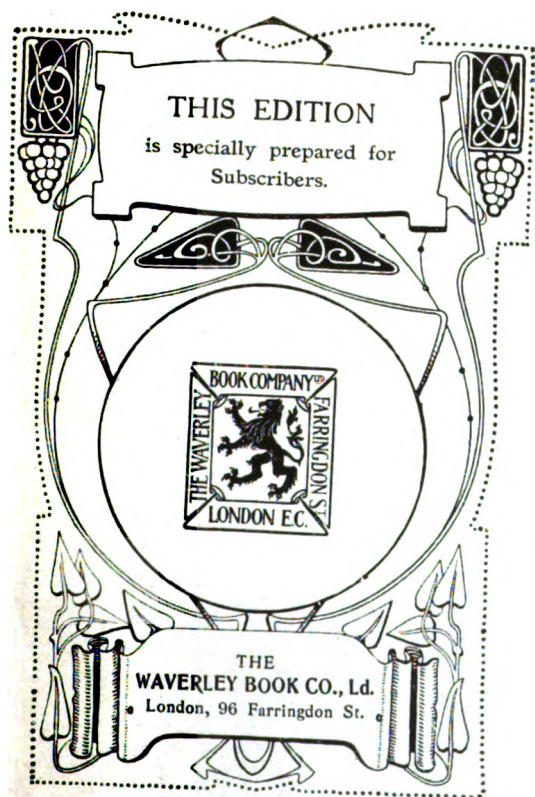 THIS EDITION
is specially prepared for
Subscribers.
THE WAVERLEY
BOOK COMPANY
FARRINGDON ST.
LONDON E.C.
THE
WAVERLEY BOOK CO., Ld.
London, 96 Farringdon St.